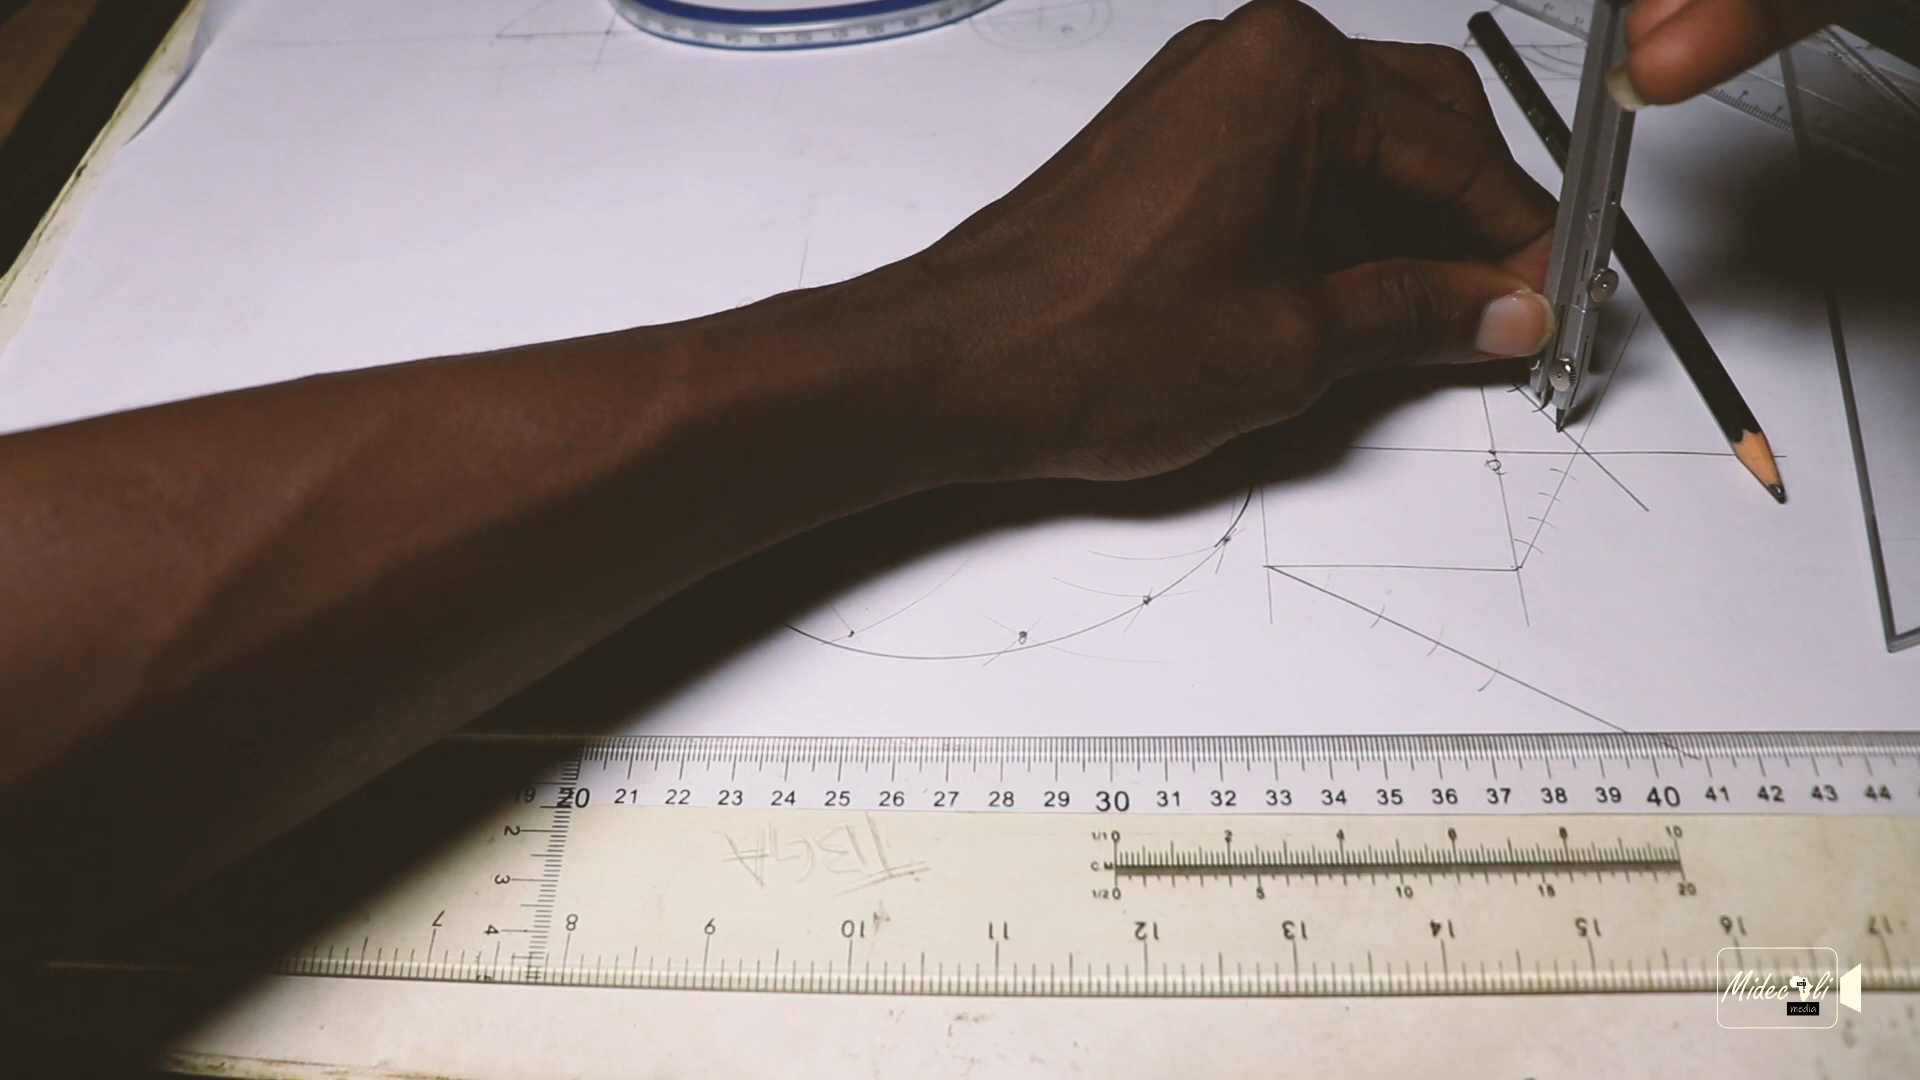 19 20 21 22 23 24 25 26 27 28 29 30 31 32 33 34 35 36 37 38 39 40 41 42 43 44
1/1 0 2 4 6 8 10
C.M
1/2 0 5 10 15 20
2
3
4
7 8 9 10 11 12 13 14 15 16 17
TBGA
Midecoli
media